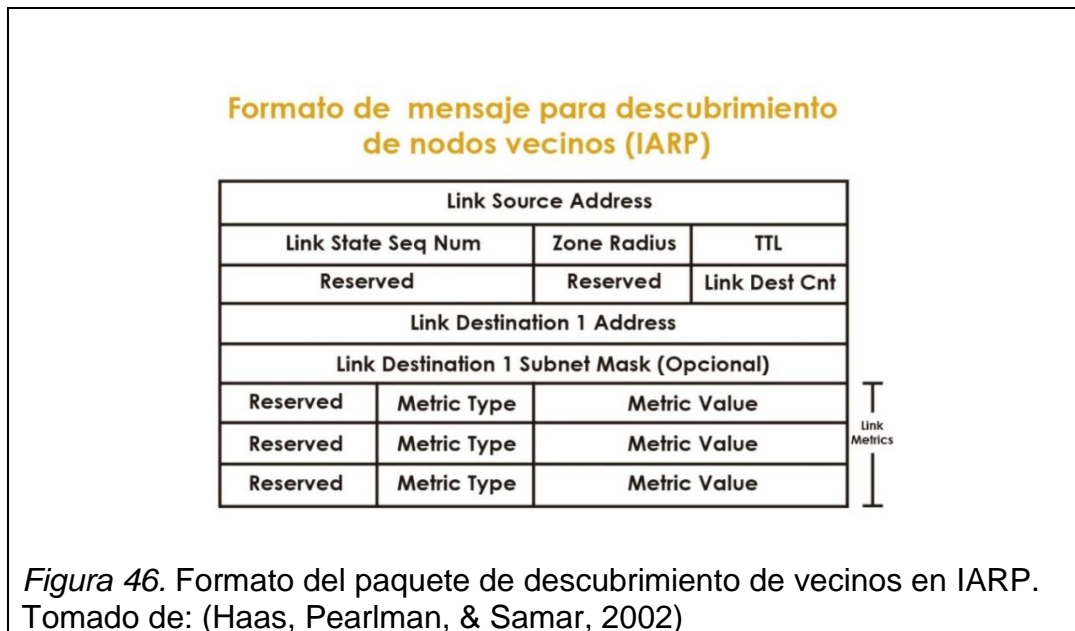 Formato de mensaje para descubrimiento
de nodos vecinos (IARP)
Link Source Address
Link State Seq Num Zone Radius TTL
Reserved Reserved Link Dest Cnt
Link Destination 1 Address
Link Destination 1 Subnet Mask (Opcional)
Reserved Metric Type Metric Value
Reserved Metric Type Metric Value
Reserved Metric Type Metric Value
Link
Metrics
Figura 46. Formato del paquete de descubrimiento de vecinos en IARP.
Tomado de: (Haas, Pearlman, & Samar, 2002)